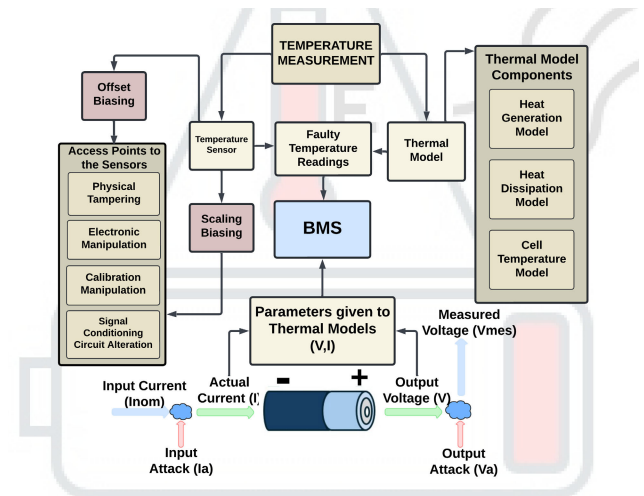 TEMPERATURE
MEASUREMENT
Offset
Biasing
Access Points to
the Sensors
Physical
Tampering
Electronic
Manipulation
Calibration
Manipulation
Signal
Conditioning
Circuit Alteration
Temperature
Sensor
Scaling
Biasing
Faulty
Temperature
Readings
Thermal
Model
BMS
Thermal Model
Components
Heat
Generation
Model
Heat
Dissipation
Model
Cell
Temperature
Model
Parameters given to
Thermal Models
(V,I)
Measured
Voltage (Vmes)
Input Current
(Inom)
Actual
Current (I)
- +
Output
Voltage (V)
Input
Attack (Ia)
Output
Attack (Va)